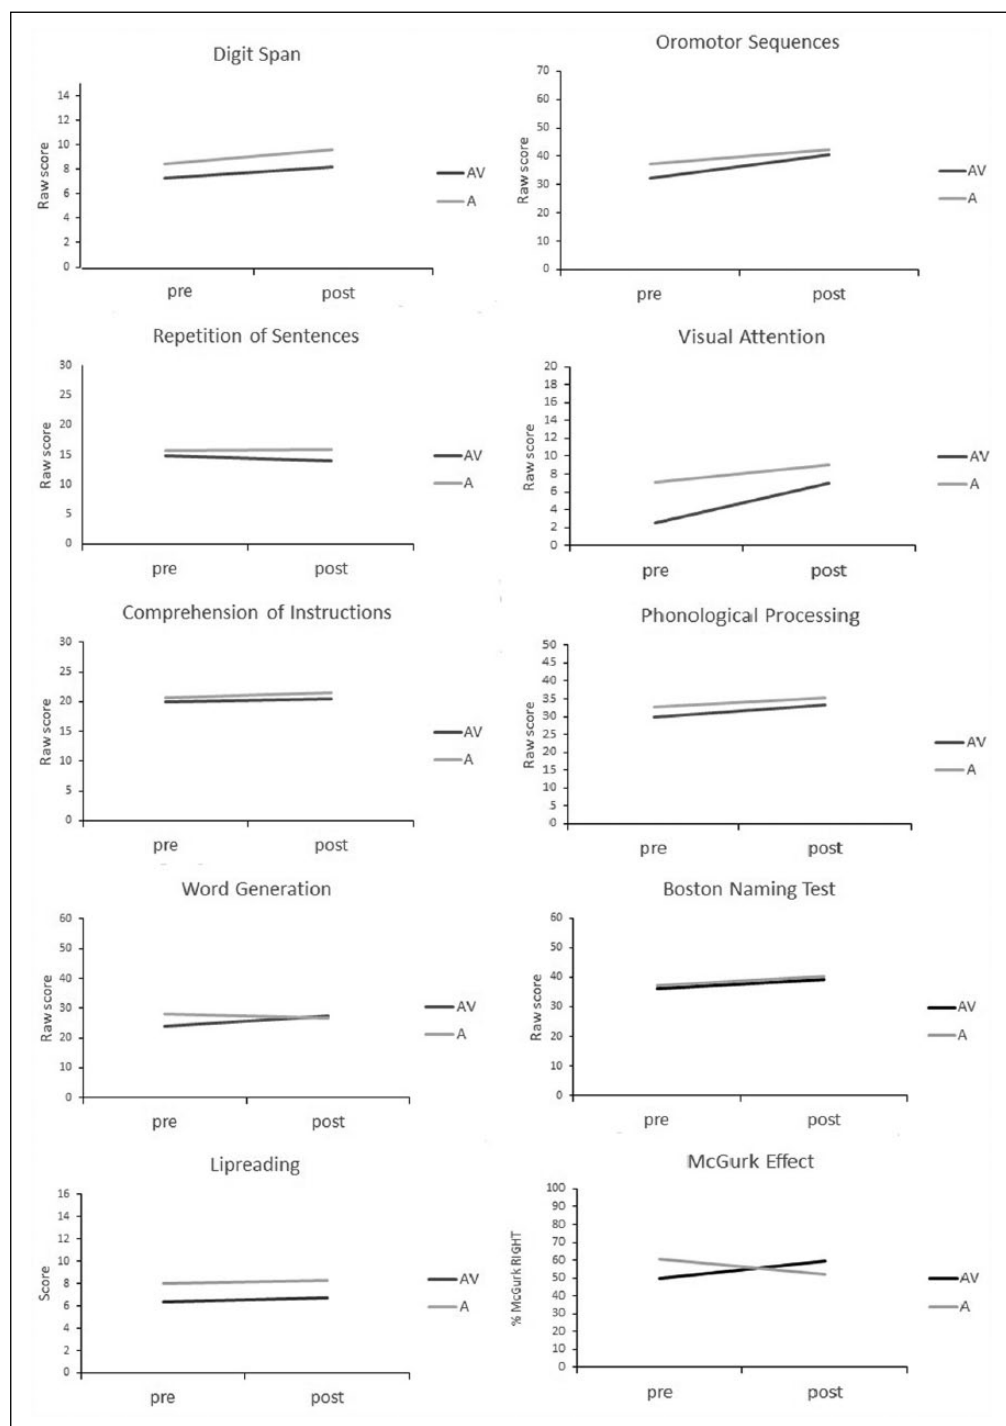 Digit Span
14
12
10
8
6
4
2
0
Raw score
AV
A
pre post
Oromotor Sequences
70
60
50
40
30
20
10
0
Raw score
AV
A
pre post
Repetition of Sentences
30
25
20
15
10
5
0
Raw score
AV
A
pre post
Visual Attention
20
18
16
14
12
10
8
6
4
2
0
Raw score
AV
A
pre post
Comprehension of Instructions
30
25
20
15
10
5
0
Raw score
AV
A
pre post
Phonological Processing
50
45
40
35
30
25
20
15
10
5
0
Raw score
AV
A
pre post
Word Generation
60
50
40
30
20
10
0
Raw score
AV
A
pre post
Boston Naming Test
60
50
40
30
20
10
0
Raw score
AV
A
pre post
Lipreading
16
14
12
10
8
6
4
2
0
Score
AV
A
pre post
McGurk Effect
100
90
80
70
60
50
40
30
20
10
0
% McGurk RIGHT
AV
A
pre post